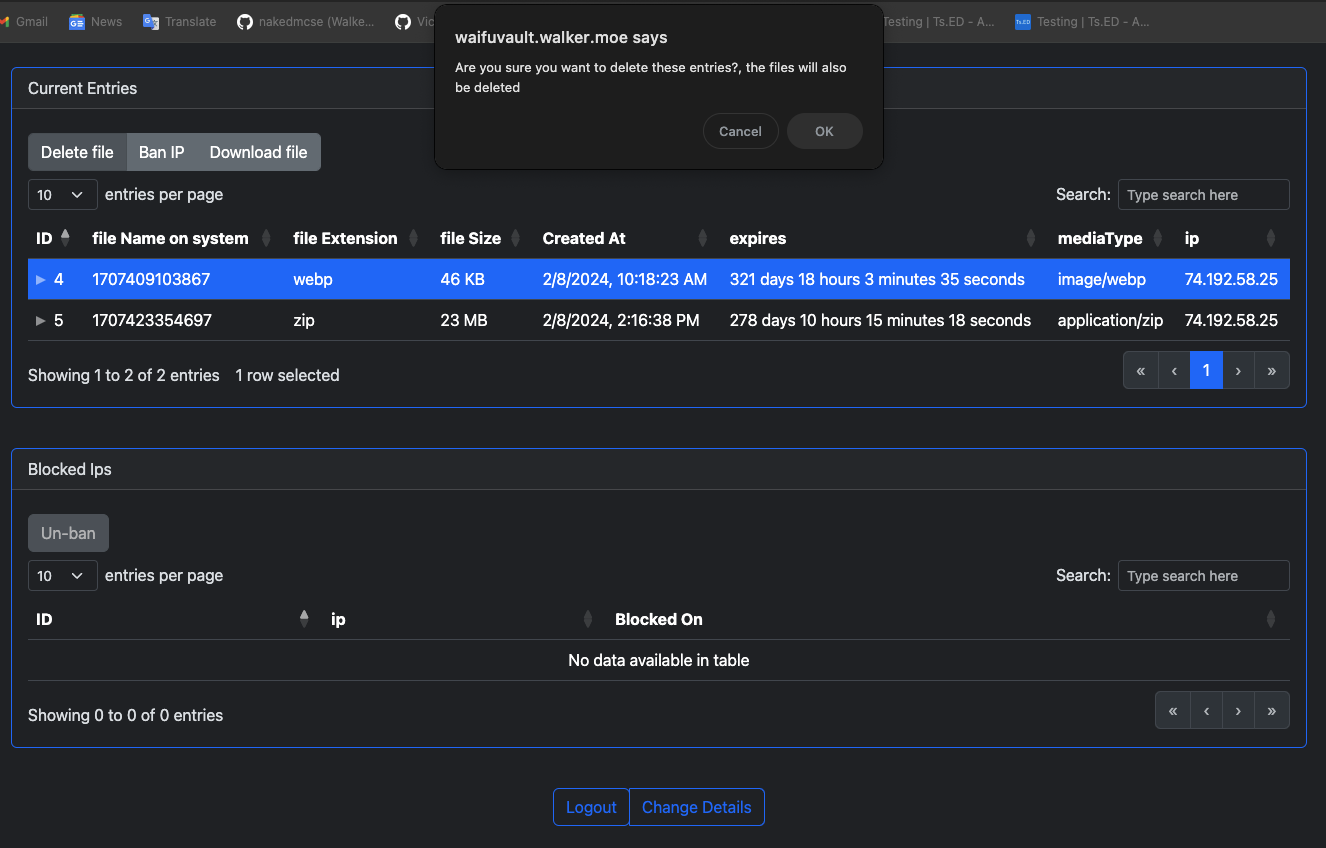 Gmail News Translate nakedmcse (Walke... Vic Testing | Ts.ED - A... Ts.ED Testing | Ts.ED - A...
waifuvault.walker.moe says
Are you sure you want to delete these entries?, the files will also
be deleted
Cancel OK
Current Entries
Delete file Ban IP Download file
10 entries per page Search: Type search here
ID file Name on system file Extension file Size Created At expires mediaType ip
▶ 4 1707409103867 webp 46 KB 2/8/2024, 10:18:23 AM 321 days 18 hours 3 minutes 35 seconds image/webp 74.192.58.25
▶ 5 1707423354697 zip 23 MB 2/8/2024, 2:16:38 PM 278 days 10 hours 15 minutes 18 seconds application/zip 74.192.58.25
Showing 1 to 2 of 2 entries 1 row selected « ‹ 1 › »
Blocked Ips
Un-ban
10 entries per page Search: Type search here
ID ip Blocked On
No data available in table
Showing 0 to 0 of 0 entries « ‹ › »
Logout Change Details